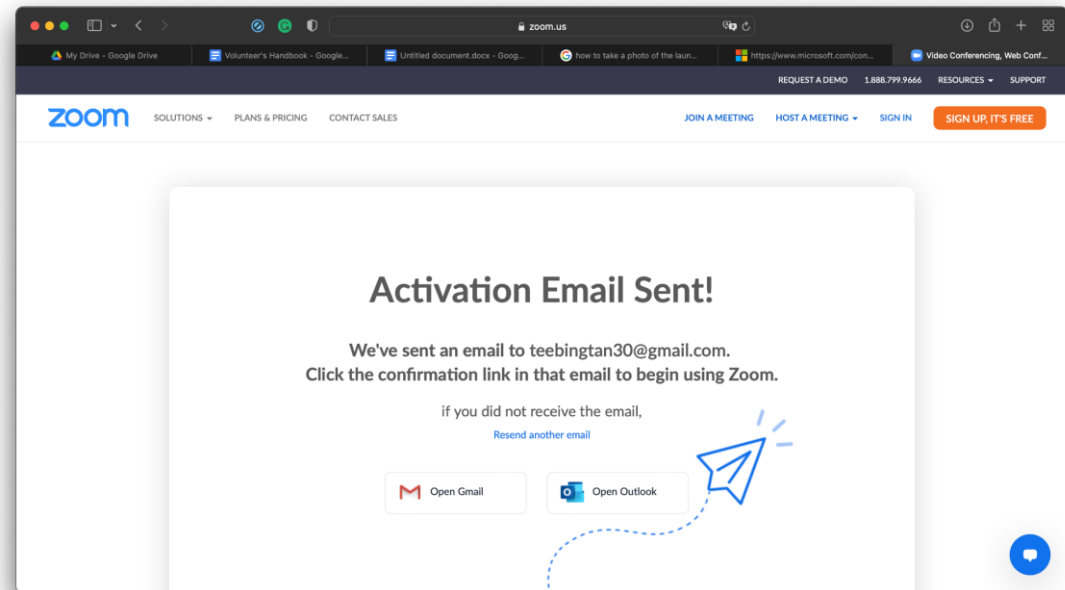 zoom.us
My Drive – Google Drive
Volunteer's Handbook - Google...
Untitled document.docx - Goog...
how to take a photo of the laun...
https://www.microsoft.com/con...
Video Conferencing, Web Conf...
REQUEST A DEMO 1.888.799.9666 RESOURCES SUPPORT
zoom SOLUTIONS PLANS & PRICING CONTACT SALES JOIN A MEETING HOST A MEETING SIGN IN SIGN UP, IT'S FREE
Activation Email Sent!
We've sent an email to teebingtan30@gmail.com.
Click the confirmation link in that email to begin using Zoom.
if you did not receive the email,
Resend another email
Open Gmail Open Outlook